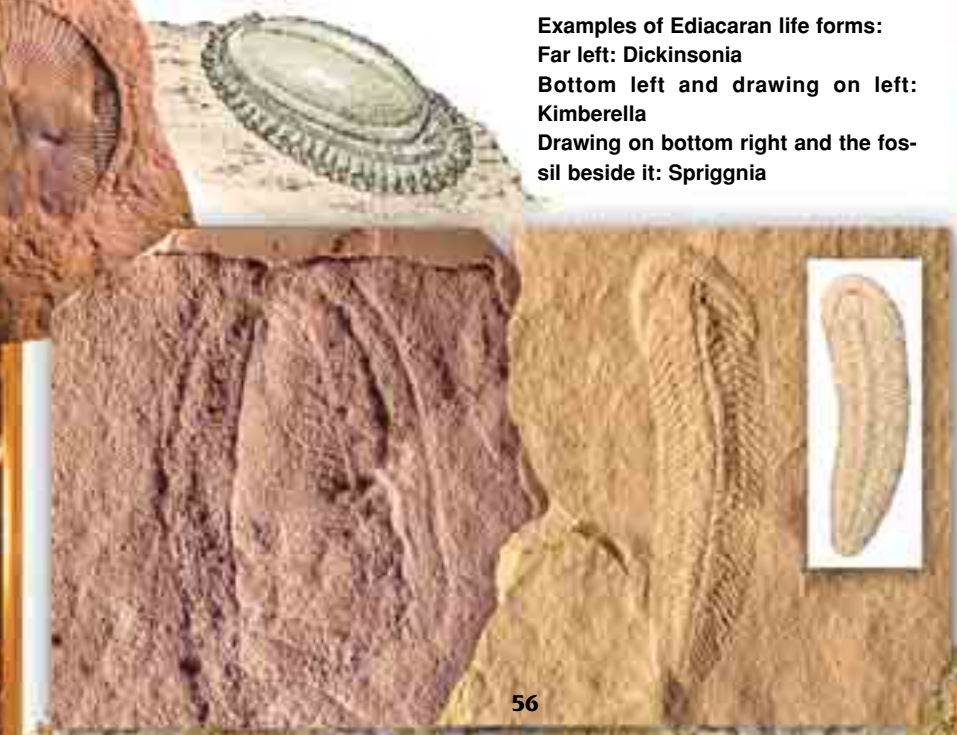 Examples of Ediacaran life forms:
Far left: Dickinsonia
Bottom left and drawing on left:
Kimberella
Drawing on bottom right and the fos-
sil beside it: Spriggnia
56